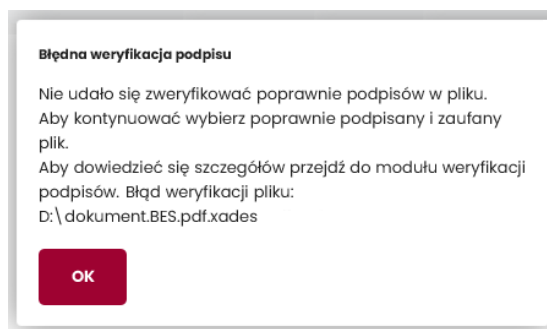 Błędna weryfikacja podpisu
Nie udało się zweryfikować poprawnie podpisów w pliku.
Aby kontynuować wybierz poprawnie podpisany i zaufany
plik.
Aby dowiedzieć się szczegółów przejdź do modułu weryfikacji
podpisów. Błąd weryfikacji pliku:
D:\dokument.BES.pdf.xades
OK